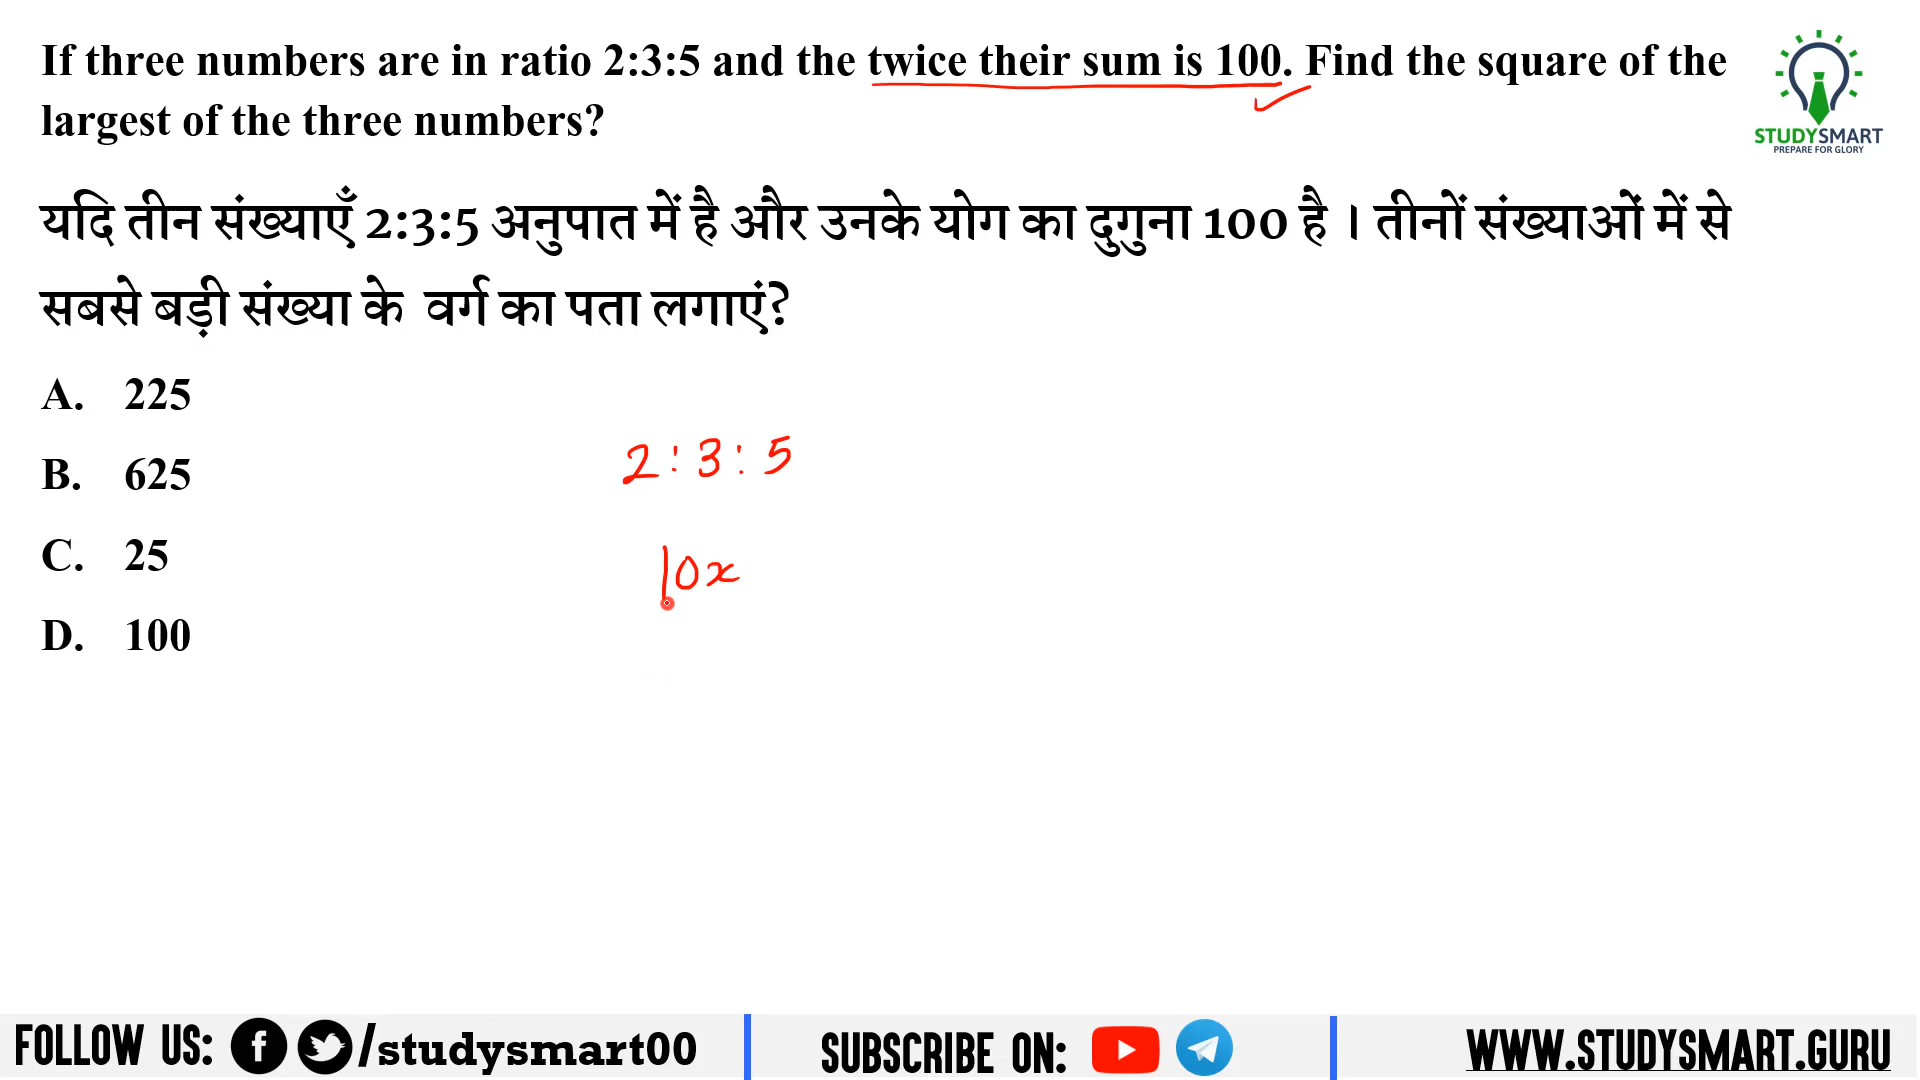 If three numbers are in ratio 2:3:5 and the twice their sum is 100. Find the square of the
largest of the three numbers?
STUDYSMART
PREPARE FOR GLORY
यदि तीन संख्याएँ 2:3:5 अनुपात में है और उनके योग का दुगुना 100 है । तीनों संख्याओं में से
सबसे बड़ी संख्या के वर्ग का पता लगाएं?
A. 225
B. 625
C. 25
D. 100
2 : 3 : 5
10x
FOLLOW US: /studysmart00
SUBSCRIBE ON:
WWW.STUDYSMART.GURU